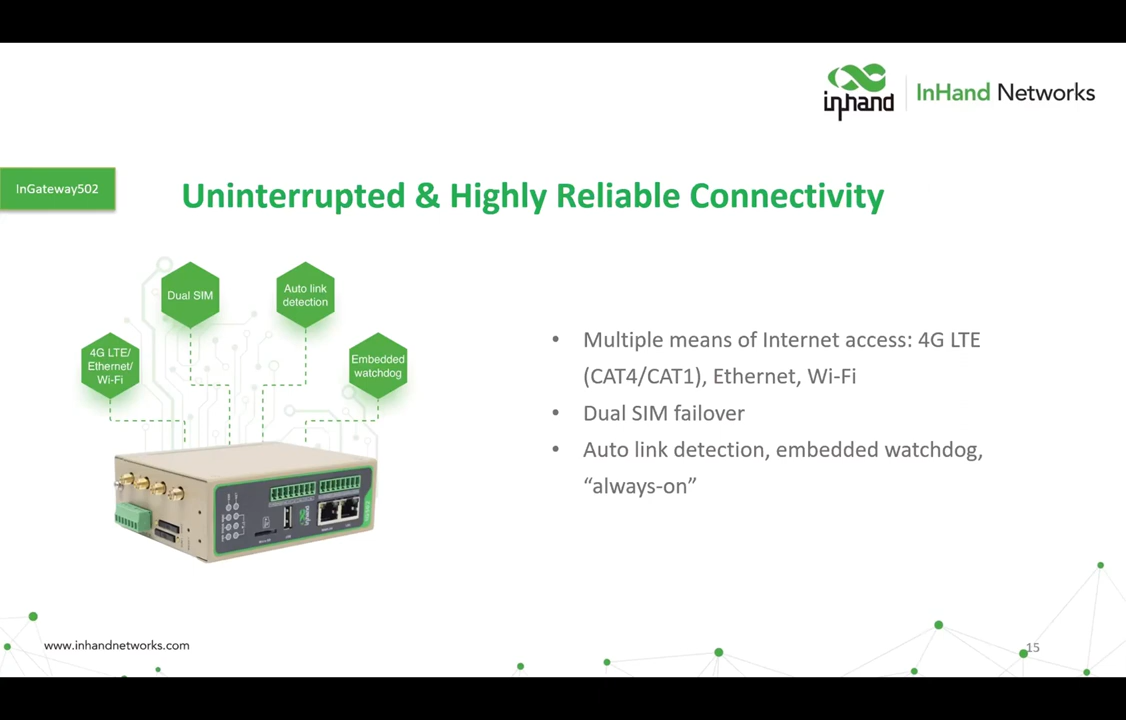 inhand
InHand Networks
InGateway502
Uninterrupted & Highly Reliable Connectivity
Dual SIM
Auto link
detection
4G LTE/
Ethernet/
Wi-Fi
Embedded
watchdog
• Multiple means of Internet access: 4G LTE
(CAT4/CAT1), Ethernet, Wi-Fi
• Dual SIM failover
• Auto link detection, embedded watchdog,
“always-on”
inhand
www.inhandnetworks.com
15